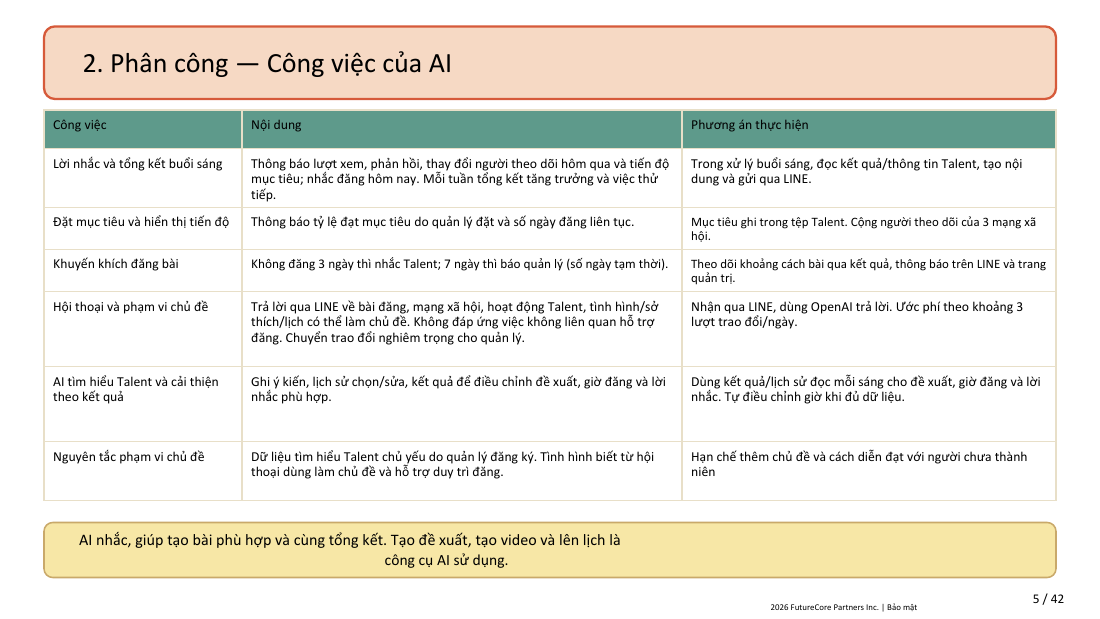 2. Phân công — Công việc của AI
Công việc
Nội dung
Phương án thực hiện
Lời nhắc và tổng kết buổi sáng
Thông báo lượt xem, phản hồi, thay đổi người theo dõi hôm qua và tiến độ
mục tiêu; nhắc đăng hôm nay. Mỗi tuần tổng kết tăng trưởng và việc thử
tiếp.
Trong xử lý buổi sáng, đọc kết quả/thông tin Talent, tạo nội
dung và gửi qua LINE.
Đặt mục tiêu và hiển thị tiến độ
Thông báo tỷ lệ đạt mục tiêu do quản lý đặt và số ngày đăng liên tục.
Mục tiêu ghi trong tệp Talent. Cộng người theo dõi của 3 mạng xã
hội.
Khuyến khích đăng bài
Không đăng 3 ngày thì nhắc Talent; 7 ngày thì báo quản lý (số ngày tạm thời).
Theo dõi khoảng cách bài qua kết quả, thông báo trên LINE và trang
quản trị.
Hội thoại và phạm vi chủ đề
Trả lời qua LINE về bài đăng, mạng xã hội, hoạt động Talent, tình hình/sở
thích/lịch có thể làm chủ đề. Không đáp ứng việc không liên quan hỗ trợ
đăng. Chuyển trao đổi nghiêm trọng cho quản lý.
Nhận qua LINE, dùng OpenAI trả lời. Ước phí theo khoảng 3
lượt trao đổi/ngày.
AI tìm hiểu Talent và cải thiện
theo kết quả
Ghi ý kiến, lịch sử chọn/sửa, kết quả để điều chỉnh đề xuất, giờ đăng và lời
nhắc phù hợp.
Dùng kết quả/lịch sử đọc mỗi sáng cho đề xuất, giờ đăng và lời
nhắc. Tự điều chỉnh giờ khi đủ dữ liệu.
Nguyên tắc phạm vi chủ đề
Dữ liệu tìm hiểu Talent chủ yếu do quản lý đăng ký. Tình hình biết từ hội
thoại dùng làm chủ đề và hỗ trợ duy trì đăng.
Hạn chế thêm chủ đề và cách diễn đạt với người chưa thành
niên
AI nhắc, giúp tạo bài phù hợp và cùng tổng kết. Tạo đề xuất, tạo video và lên lịch là
công cụ AI sử dụng.
2026 FutureCore Partners Inc. | Bảo mật
5 / 42